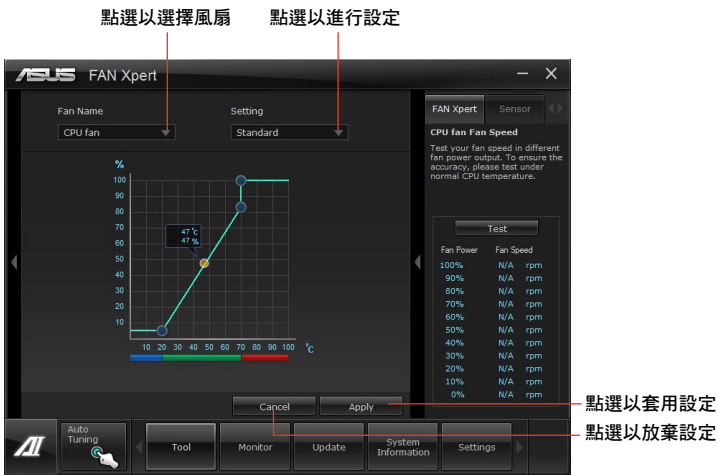 點選以選擇風扇
點選以進行設定
ASUS FAN Xpert
Fan Name
Setting
CPU fan
Standard
%
100
90
80
70
60
50
40
30
20
10
47 ℃
47 %
10 20 30 40 50 60 70 80 90 100 ℃
Cancel
Apply
FAN Xpert
Sensor
CPU fan Fan Speed
Test your fan speed in different
fan power output. To ensure the
accuracy, please test under
normal CPU temperature.
Test
Fan Power Fan Speed
100% N/A rpm
90% N/A rpm
80% N/A rpm
70% N/A rpm
60% N/A rpm
50% N/A rpm
40% N/A rpm
30% N/A rpm
20% N/A rpm
10% N/A rpm
0% N/A rpm
點選以套用設定
點選以放棄設定
AI
Auto
Tuning
Tool
Monitor
Update
System
Information
Settings